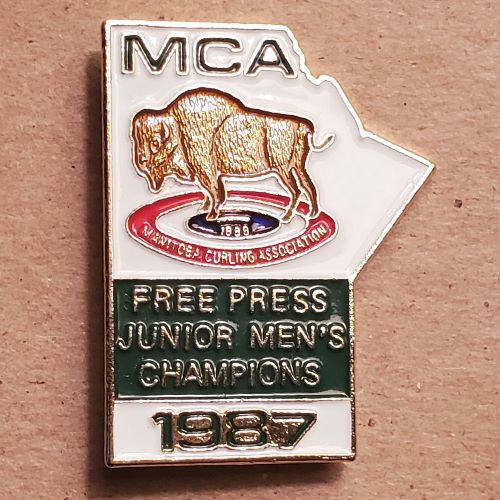 MCA
1888
MANITOBA CURLING ASSOCIATION
FREE PRESS
JUNIOR MEN'S
CHAMPIONS
1987